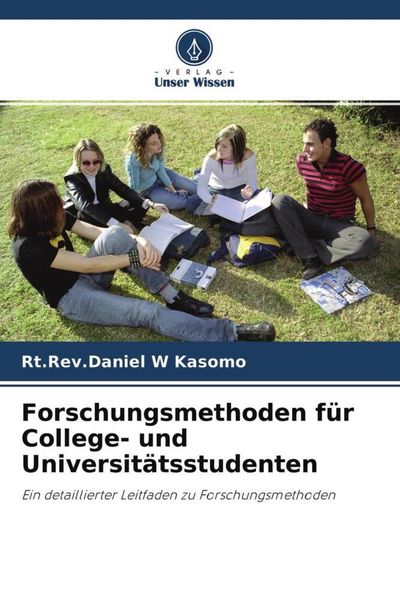 - VERLAG -
Unser Wissen
Rt.Rev.Daniel W Kasomo
Forschungsmethoden für
College- und
Universitätsstudenten
Ein detaillierter Leitfaden zu Forschungsmethoden